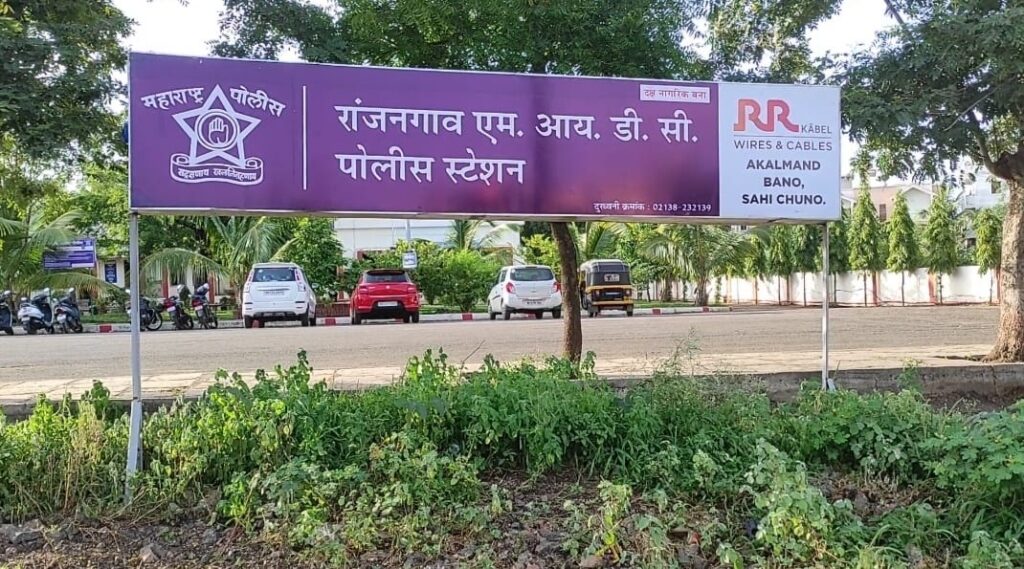 महाराष्ट्र पोलीस
सद्रक्षणाय खलनिग्रहणाय
रांजनगाव एम. आय. डी. सी.
पोलीस स्टेशन
दक्ष नागरिक बना
दुरध्वनी क्रमांक : 02138-232139
RR KABEL
WIRES & CABLES
AKALMAND
BANO,
SAHI CHUNO.